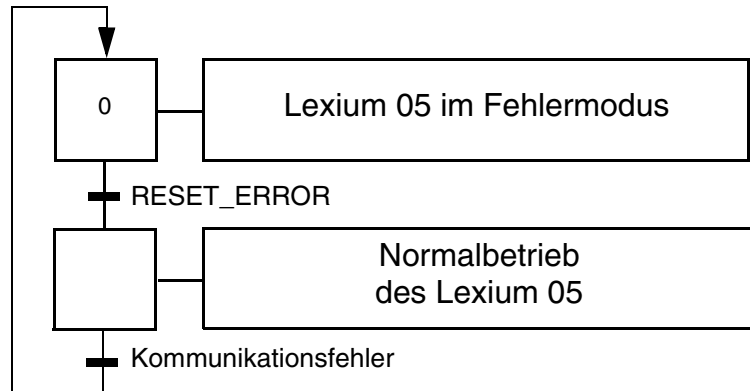 0
Lexium 05 im Fehlermodus
RESET_ERROR
Normalbetrieb
des Lexium 05
Kommunikationsfehler